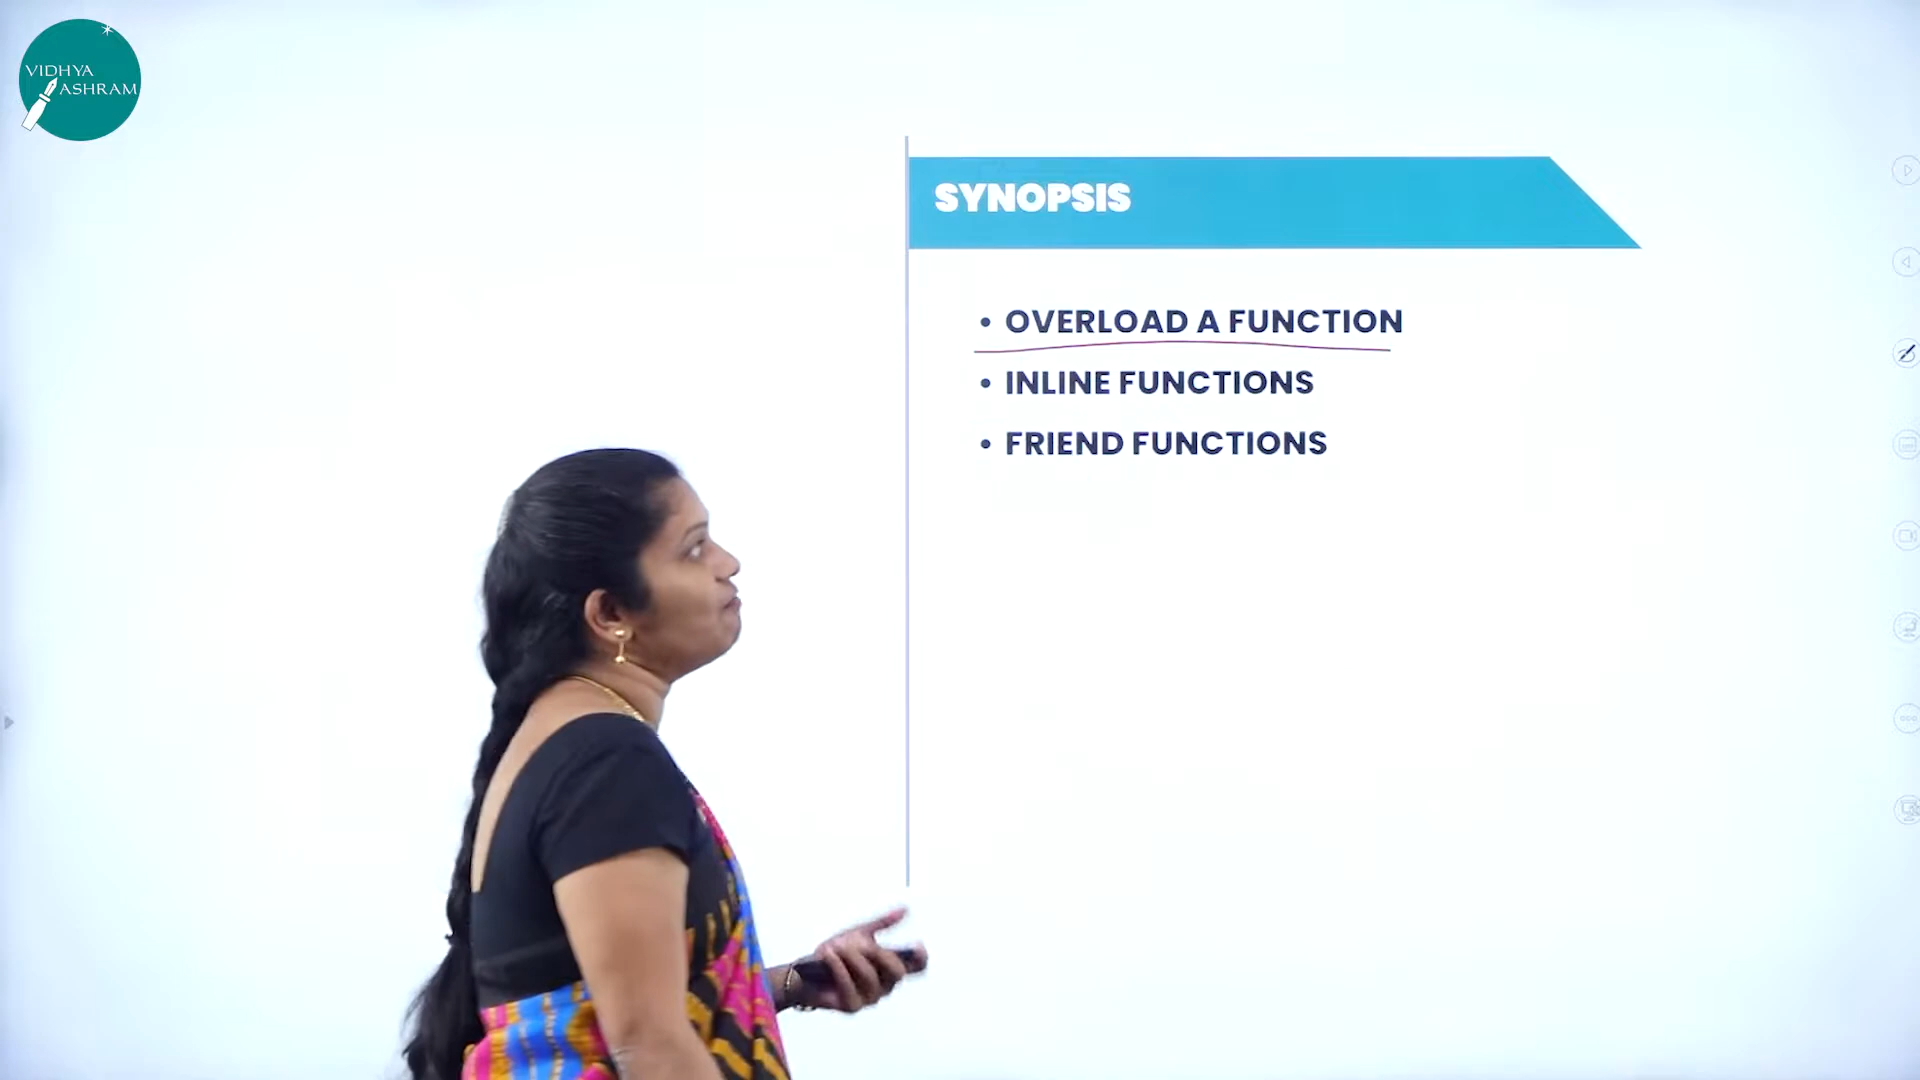 VIDHYA
ASHRAM
SYNOPSIS
• OVERLOAD A FUNCTION
• INLINE FUNCTIONS
• FRIEND FUNCTIONS